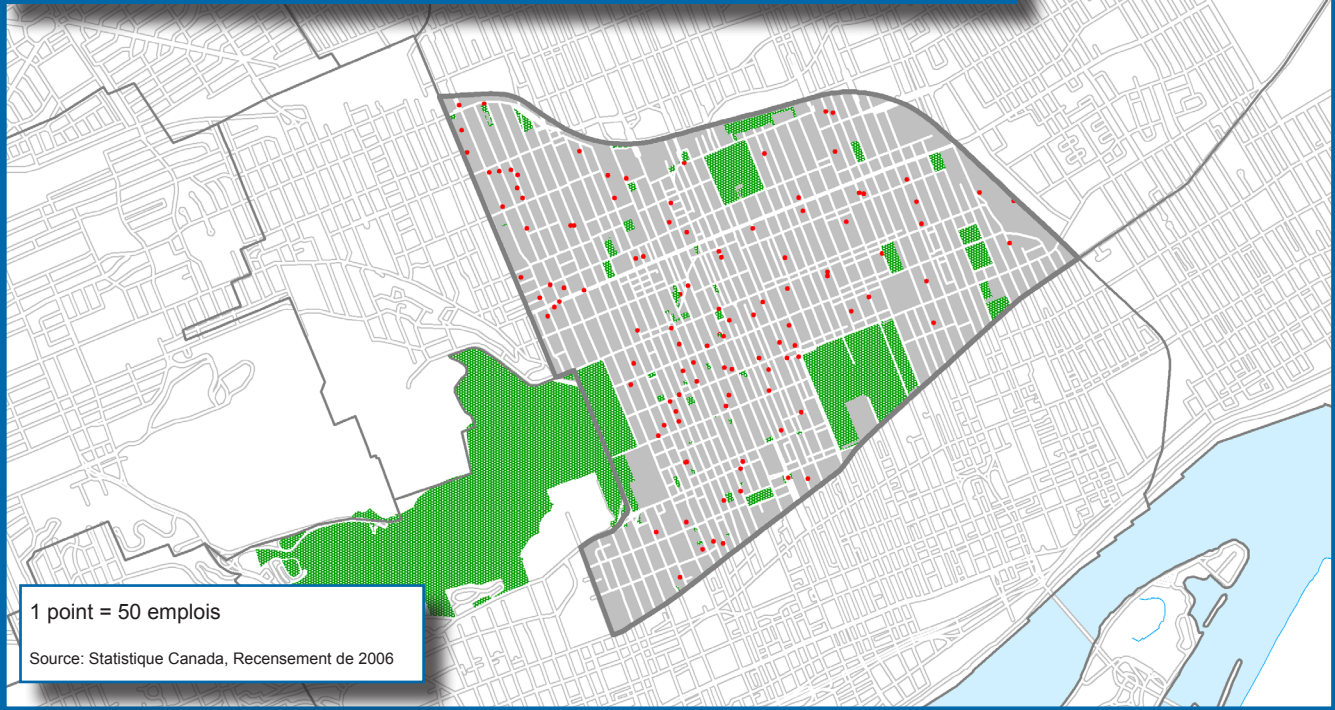 1 point = 50 emplois
Source: Statistique Canada, Recensement de 2006